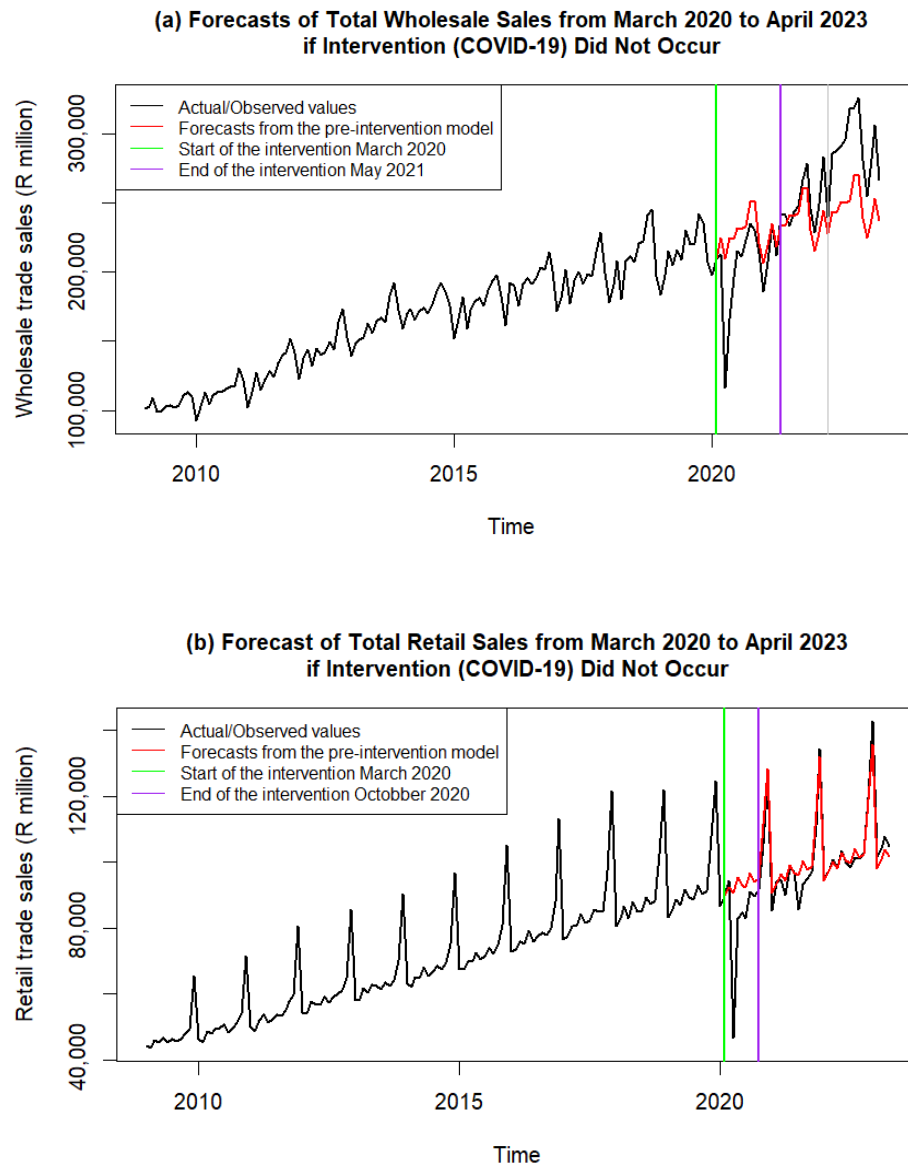 (a) Forecasts of Total Wholesale Sales from March 2020 to April 2023
if Intervention (COVID-19) Did Not Occur
Actual/Observed values
Forecasts from the pre-intervention model
Start of the intervention March 2020
End of the intervention May 2021
Wholesale trade sales (R million)
300,000
200,000
100,000
2010
2015
2020
Time
(b) Forecast of Total Retail Sales from March 2020 to April 2023
if Intervention (COVID-19) Did Not Occur
Actual/Observed values
Forecasts from the pre-intervention model
Start of the intervention March 2020
End of the intervention Octobber 2020
Retail trade sales (R million)
120,000
80,000
40,000
2010
2015
2020
Time